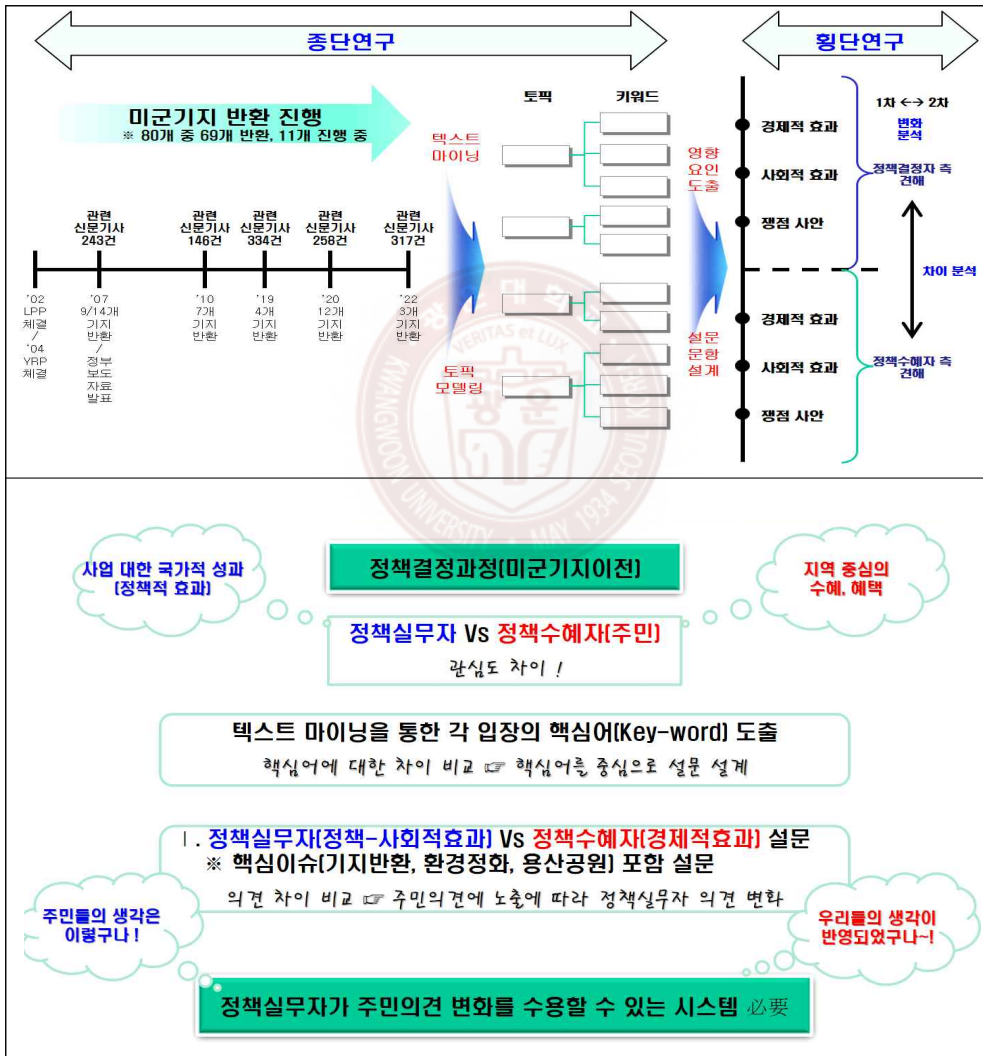 종단연구
횡단연구
미군기지 반환 진행
※ 80개 중 69개 반환, 11개 진행 중
텍스트
마이닝
토픽
모델링
토픽
키워드
관련
신문기사
243건
관련
신문기사
146건
관련
신문기사
334건
관련
신문기사
258건
관련
신문기사
317건
'02
LPP
체결
/
'04
YRP
체결
'07
9/14개
기지
반환
/
정부
보도
자료
발표
'10
7개
기지
반환
'19
4개
기지
반환
'20
12개
기지
반환
'22
3개
기지
반환
영향
요인
도출
설문
문항
설계
경제적 효과
사회적 효과
쟁점 사안
경제적 효과
사회적 효과
쟁점 사안
1차 ↔ 2차
변화
분석
정책결정자 측
견해
차이 분석
정책수혜자 측
견해
VERITAS et LUX
KWANGWOON UNIVERSITY • MAY 1934 SEOUL KOREA
사업 대한 국가적 성과
(정책적 효과)
정책결정과정(미군기지이전)
지역 중심의
수혜, 혜택
정책실무자 Vs 정책수혜자(주민)
관심도 차이 !
텍스트 마이닝을 통한 각 입장의 핵심어(Key-word) 도출
핵심어에 대한 차이 비교 ☞ 핵심어를 중심으로 설문 설계
Ⅰ. 정책실무자(정책-사회적효과) Vs 정책수혜자(경제적효과) 설문
※ 핵심이슈(기지반환, 환경정화, 용산공원) 포함 설문
의견 차이 비교 ☞ 주민의견에 노출에 따라 정책실무자 의견 변화
주민들의 생각은
이렇구나 !
우리들의 생각이
반영되었구나~!
정책실무자가 주민의견 변화를 수용할 수 있는 시스템 必要